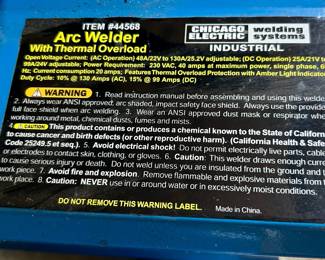 ITEM #44568
Arc Welder
With Thermal Overload
CHICAGO ELECTRIC welding systems
INDUSTRIAL
Open Voltage Current: (AC Operation) 48A/22V to 130A/25.2V adjustable; (DC Operation) 25A/21V to
99A/24V adjustable; Power Requirement: 230 VAC, 40 amps at maximum power, single phase, 6
Hz; Current consumption 20 amps; Features Thermal Overload Protection with Amber Light Indicator
Duty Cycle: 10% @ 130 Amps (AC), 15% @ 99 Amps (DC)
WARNING 1. Read instruction manual before assembling and using this product.
2. Always wear ANSI approved: arc shaded, impact safety face shield. Always use the
full face shield when arc welding. 3. Wear an ANSI approved dust mask or respirator whe
working around metal, chemical dusts, fumes and mists.
4. CAUTION This product contains or produces a chemical known to the State of Californ
to cause cancer and birth defects (or other reproductive harm). (California Health & Safe
Code 25249.5 et seq.). 5. Avoid electrical shock! Do not permit electrically live parts, cable
or electrodes to contact skin, clothing, or gloves. 6. Caution: This welder draws enough curre
to cause serious injury or death. Do not weld unless you are insulated from the ground and t
work piece. 7. Avoid fire and explosion. Remove flammable and explosive materials from t
work place. 8. Caution: NEVER use in or around water or in excessively moist conditions.
DO NOT REMOVE THIS WARNING LABEL. Made in China.